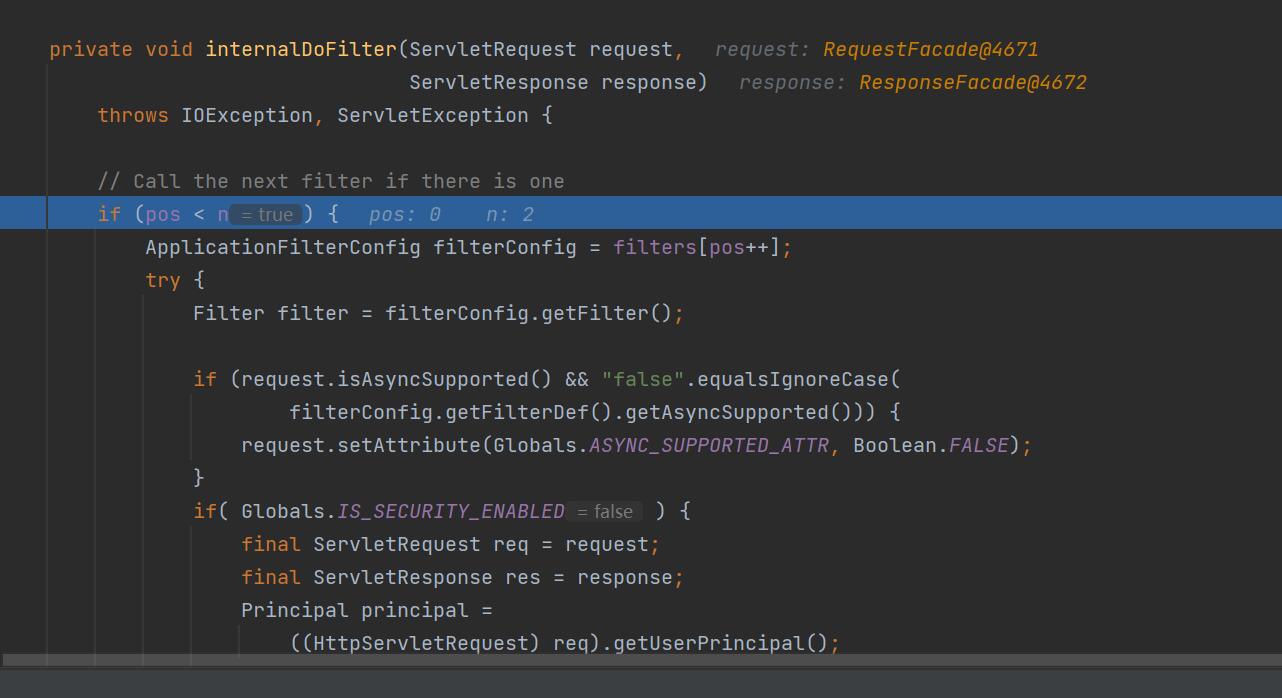 private void internalDoFilter(ServletRequest request,   request: RequestFacade@4671
                              ServletResponse response)   response: ResponseFacade@4672
    throws IOException, ServletException {
    // Call the next filter if there is one
    if (pos < n = true ) {   pos: 0    n: 2
        ApplicationFilterConfig filterConfig = filters[pos++];
        try {
            Filter filter = filterConfig.getFilter();
            if (request.isAsyncSupported() && "false".equalsIgnoreCase(
                    filterConfig.getFilterDef().getAsyncSupported())) {
                request.setAttribute(Globals.ASYNC_SUPPORTED_ATTR, Boolean.FALSE);
            }
            if( Globals.IS_SECURITY_ENABLED = false ) {
                final ServletRequest req = request;
                final ServletResponse res = response;
                Principal principal =
                    ((HttpServletRequest) req).getUserPrincipal();